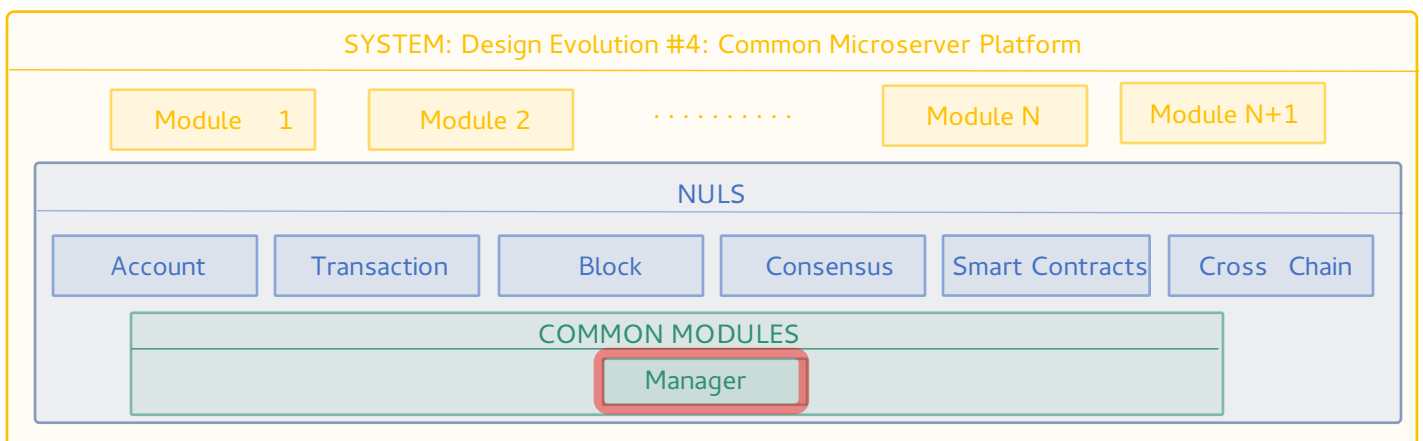 SYSTEM: Design Evolution #4: Common Microserver Platform
Module 1 Module 2 .......... Module N Module N+1
NULS
Account Transaction Block Consensus Smart Contracts Cross Chain
COMMON MODULES
Manager